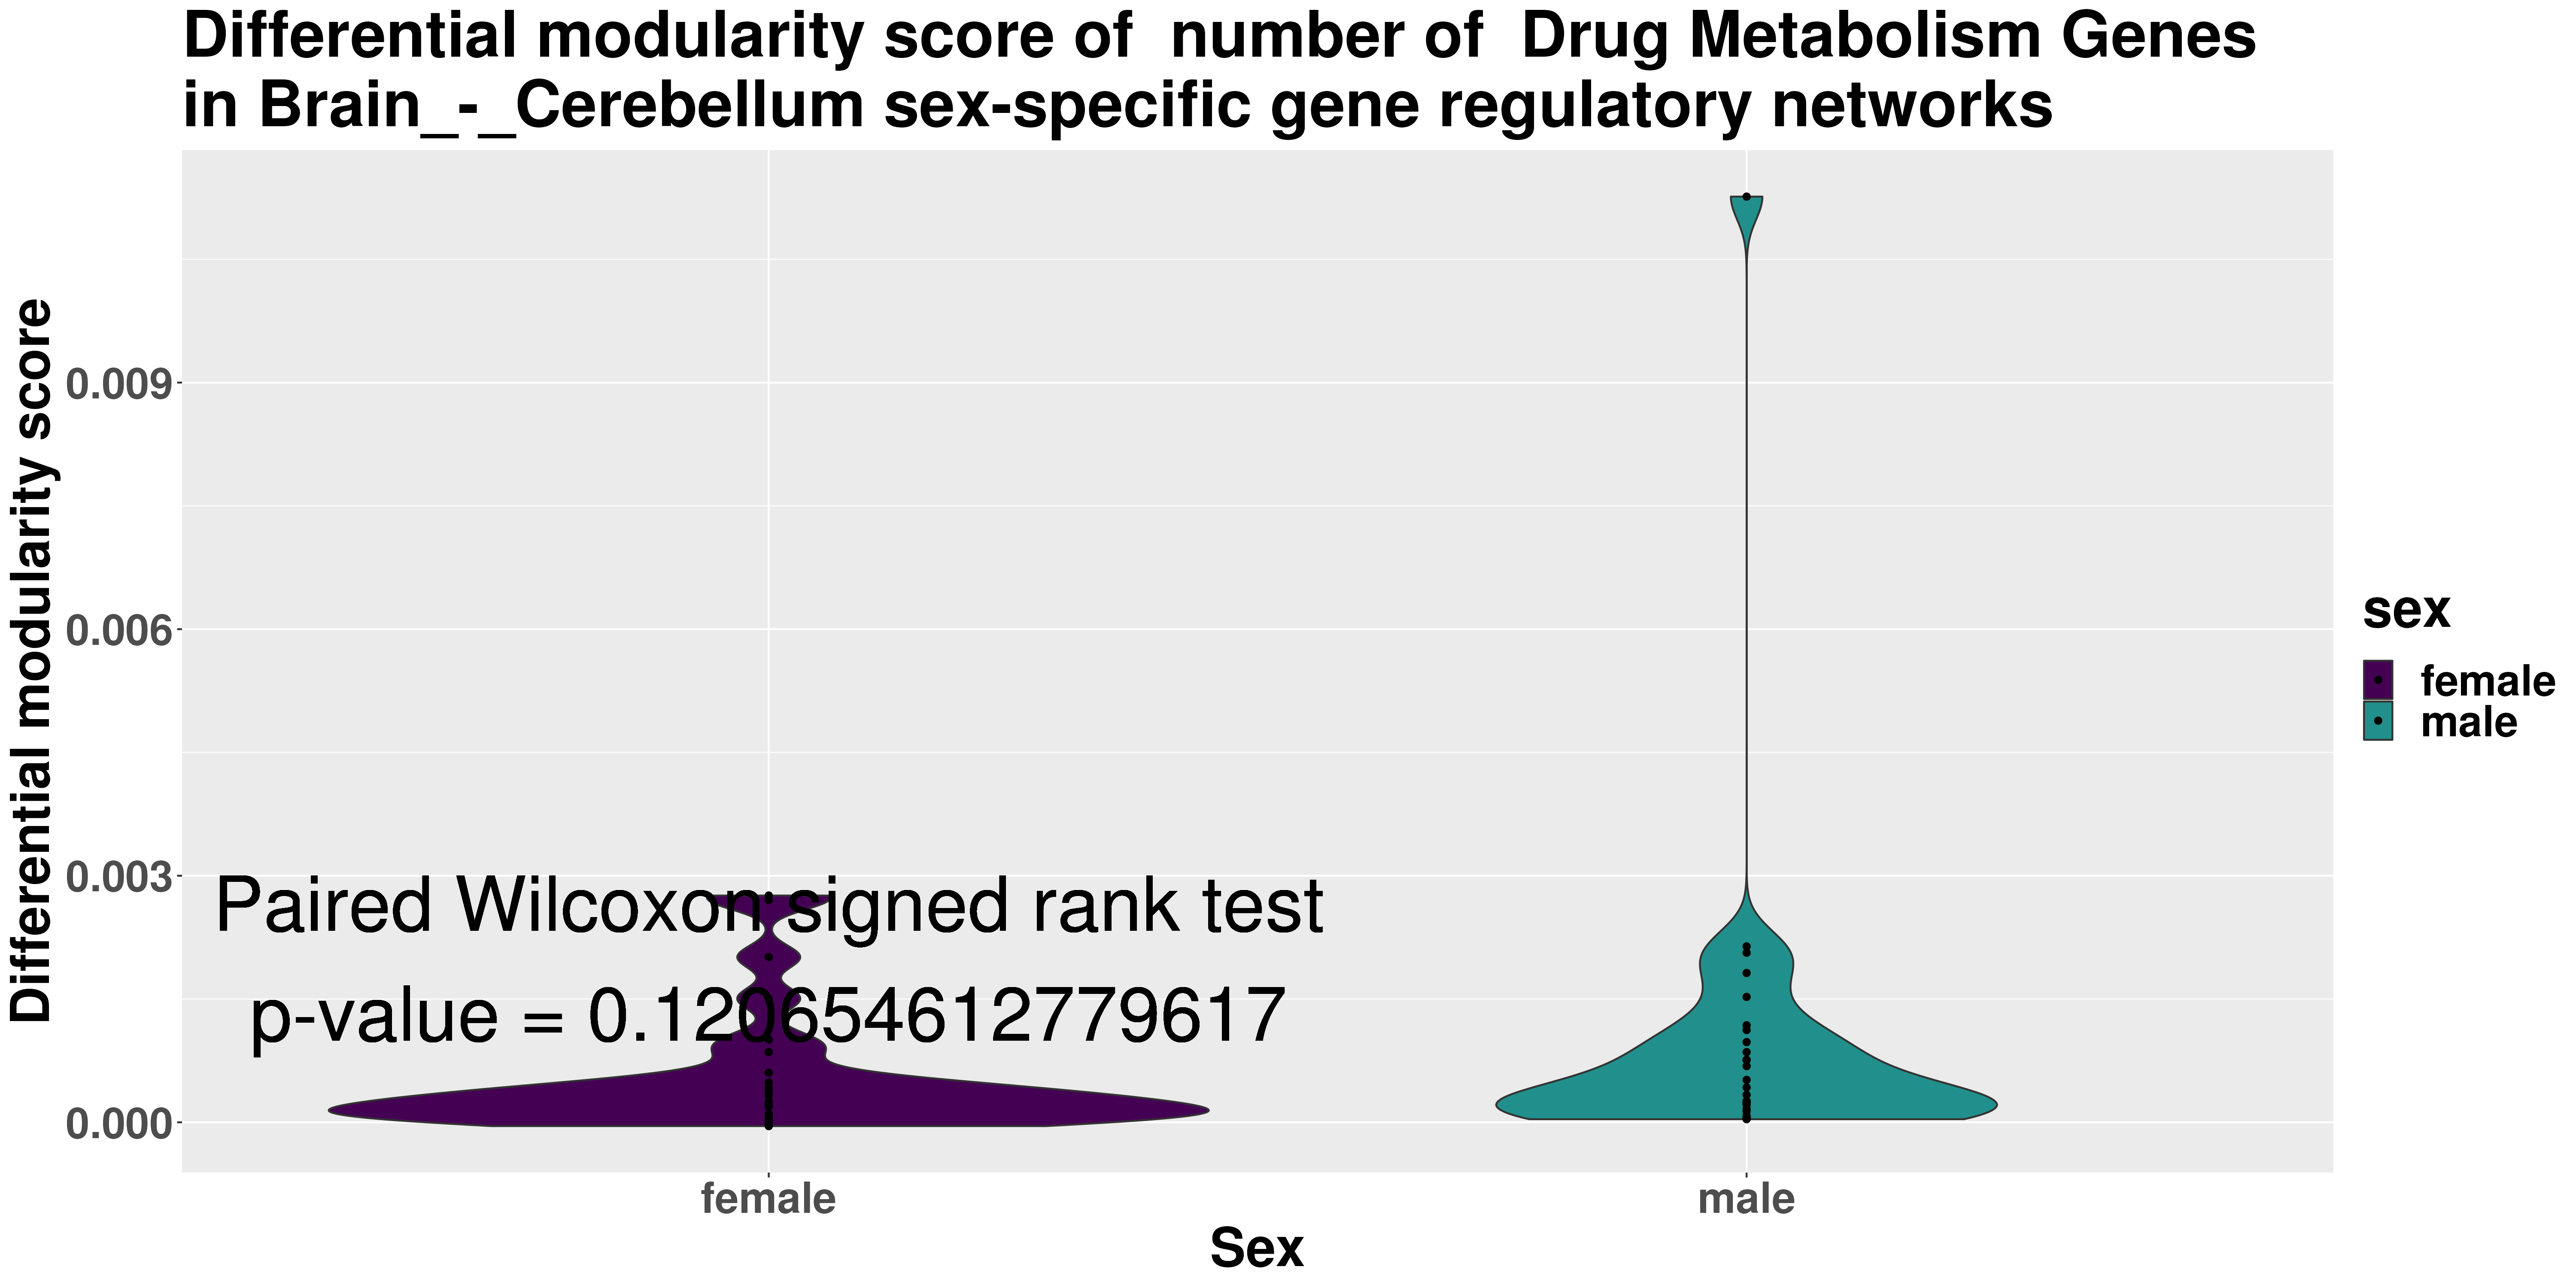 Differential modularity score of  number of  Drug Metabolism Genes
in Brain_-_Cerebellum sex-specific gene regulatory networks
Differential modularity score
0.009
0.006
0.003
0.000
Paired Wilcoxon signed rank test
p-value = 0.120654612779617
female
male
Sex
sex
female
male